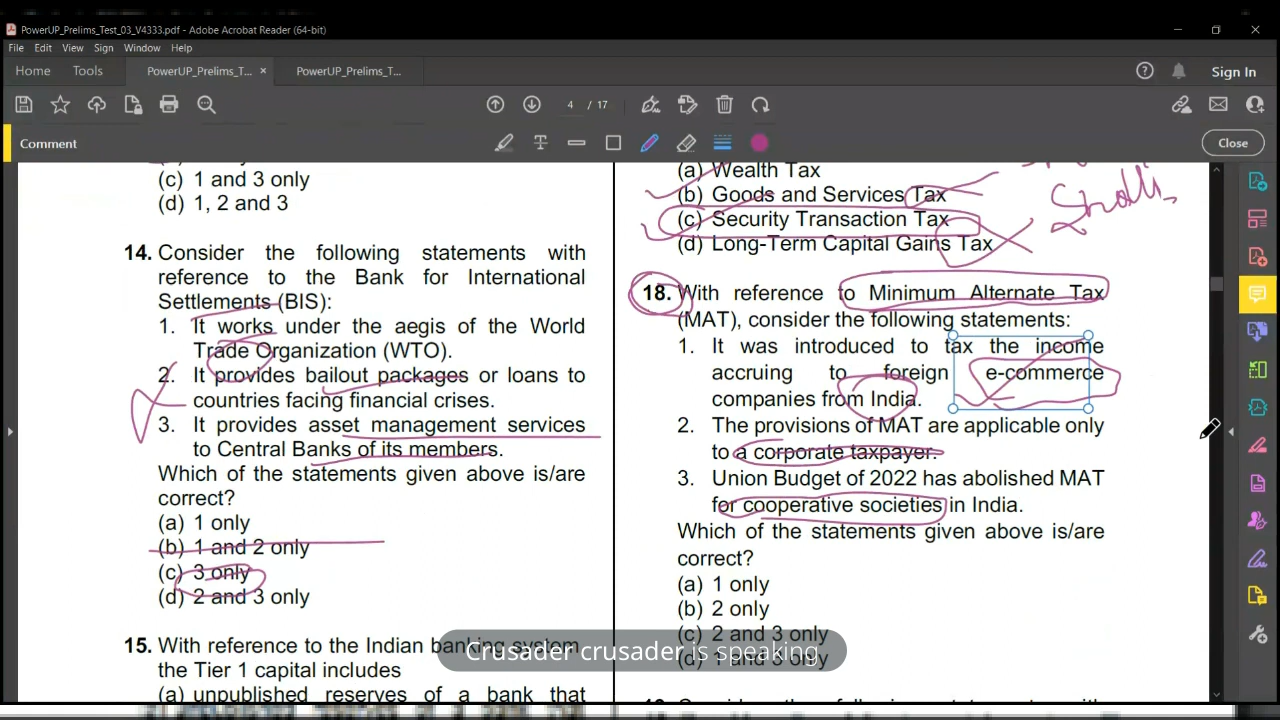 PowerUP_Prelims_Test_03_V4333.pdf - Adobe Acrobat Reader (64-bit)
File Edit View Sign Window Help
Home Tools PowerUP_Prelims_T... × PowerUP_Prelims_T... Sign In
4 / 17
Comment Close
(c) 1 and 3 only
(d) 1, 2 and 3
14. Consider the following statements with
reference to the Bank for International
Settlements (BIS):
1. It works under the aegis of the World
Trade Organization (WTO).
2. It provides bailout packages or loans to
countries facing financial crises.
3. It provides asset management services
to Central Banks of its members.
Which of the statements given above is/are
correct?
(a) 1 only
(b) 1 and 2 only
(c) 3 only
(d) 2 and 3 only
15. With reference to the Indian banking system
the Tier 1 capital includes
(a) unpublished reserves of a bank that
(a) Wealth Tax
(b) Goods and Services Tax
(c) Security Transaction Tax
(d) Long-Term Capital Gains Tax
18. With reference to Minimum Alternate Tax
(MAT), consider the following statements:
1. It was introduced to tax the income
accruing to foreign e-commerce
companies from India.
2. The provisions of MAT are applicable only
to a corporate taxpayer.
3. Union Budget of 2022 has abolished MAT
for cooperative societies in India.
Which of the statements given above is/are
correct?
(a) 1 only
(b) 2 only
(c) 2 and 3 only
(d) 1 and 3 only
Crusader crusader is speaking